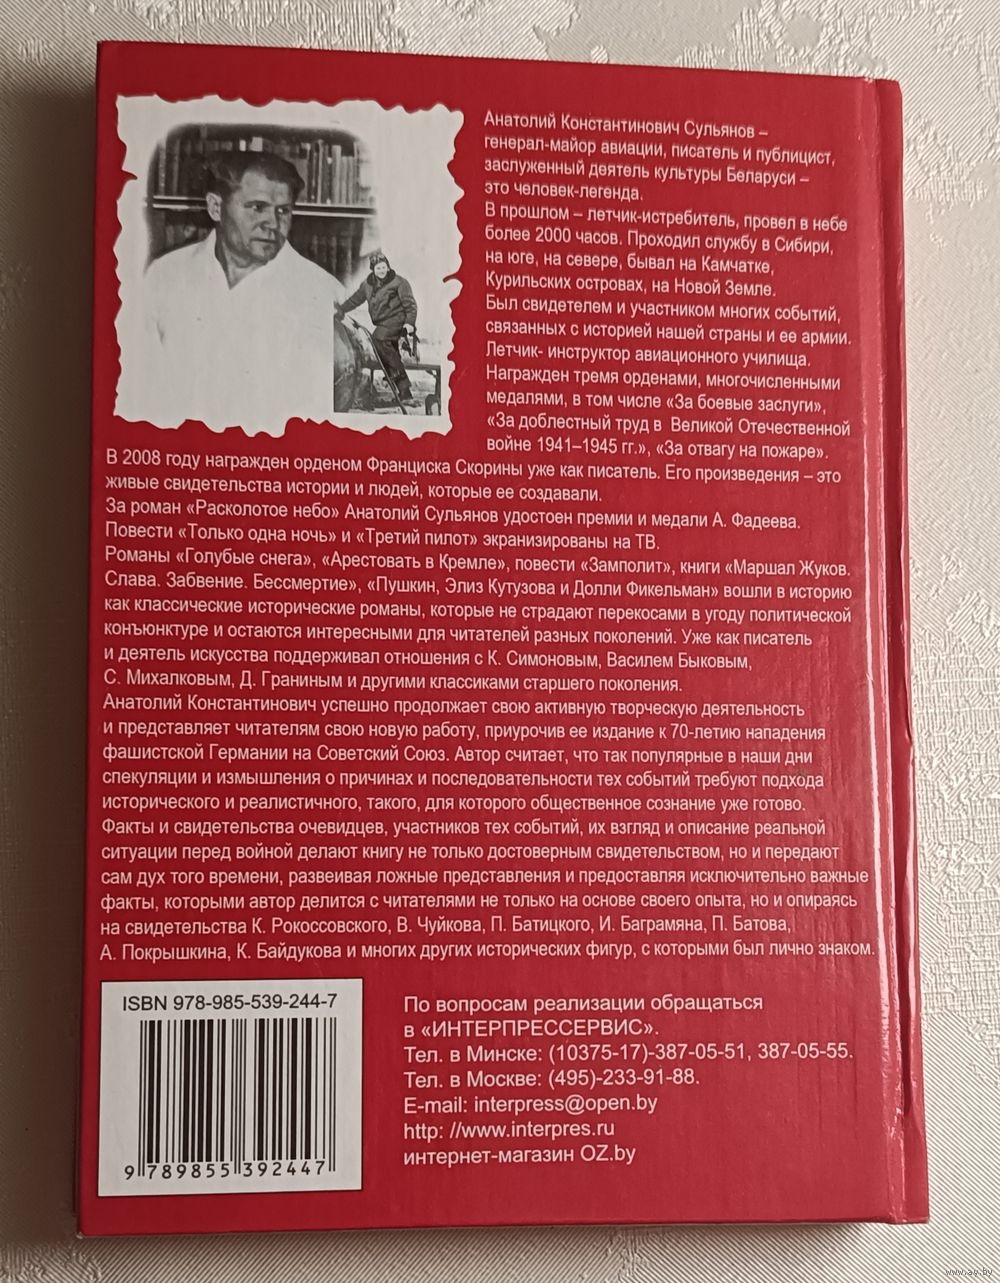 Анатолий Константинович Сульянов –
генерал-майор авиации, писатель и публицист,
заслуженный деятель культуры Беларуси –
это человек-легенда.
В прошлом – летчик-истребитель, провел в небе
более 2000 часов. Проходил службу в Сибири,
на юге, на севере, бывал на Камчатке,
Курильских островах, на Новой Земле.
Был свидетелем и участником многих событий,
связанных с историей нашей страны и ее армии.
Летчик- инструктор авиационного училища.
Награжден тремя орденами, многочисленными
медалями, в том числе «За боевые заслуги»,
«За доблестный труд в Великой Отечественной
войне 1941–1945 гг.», «За отвагу на пожаре».
В 2008 году награжден орденом Франциска Скорины уже как писатель. Его произведения – это
живые свидетельства истории и людей, которые ее создавали.
За роман «Расколотое небо» Анатолий Сульянов удостоен премии и медали А. Фадеева.
Повести «Только одна ночь» и «Третий пилот» экранизированы на ТВ.
Романы «Голубые снега», «Арестовать в Кремле», повести «Замполит», книги «Маршал Жуков.
Слава. Забвение. Бессмертие», «Пушкин, Элиз Кутузова и Долли Фикельман» вошли в историю
как классические исторические романы, которые не страдают перекосами в угоду политической
конъюнктуре и остаются интересными для читателей разных поколений. Уже как писатель
и деятель искусства поддерживал отношения с К. Симоновым, Василем Быковым,
С. Михалковым, Д. Граниным и другими классиками старшего поколения.
Анатолий Константинович успешно продолжает свою активную творческую деятельность
и представляет читателям свою новую работу, приурочив ее издание к 70-летию нападения
фашистской Германии на Советский Союз. Автор считает, что так популярные в наши дни
спекуляции и измышления о причинах и последовательности тех событий требуют подхода
исторического и реалистичного, такого, для которого общественное сознание уже готово.
Факты и свидетельства очевидцев, участников тех событий, их взгляд и описание реальной
ситуации перед войной делают книгу не только достоверным свидетельством, но и передают
сам дух того времени, развеивая ложные представления и предоставляя исключительно важные
факты, которыми автор делится с читателями не только на основе своего опыта, но и опираясь
на свидетельства К. Рокоссовского, В. Чуйкова, П. Батицкого, И. Баграмяна, П. Батова,
А. Покрышкина, К. Байдукова и многих других исторических фигур, с которыми был лично знаком.
ISBN 978-985-539-244-7
9 789855 392447
По вопросам реализации обращаться
в «ИНТЕРПРЕССЕРВИС».
Тел. в Минске: (10375-17)-387-05-51, 387-05-55.
Тел. в Москве: (495)-233-91-88.
E-mail: interpress@open.by
http: //www.interpres.ru
интернет-магазин OZ.by
www.ay.by